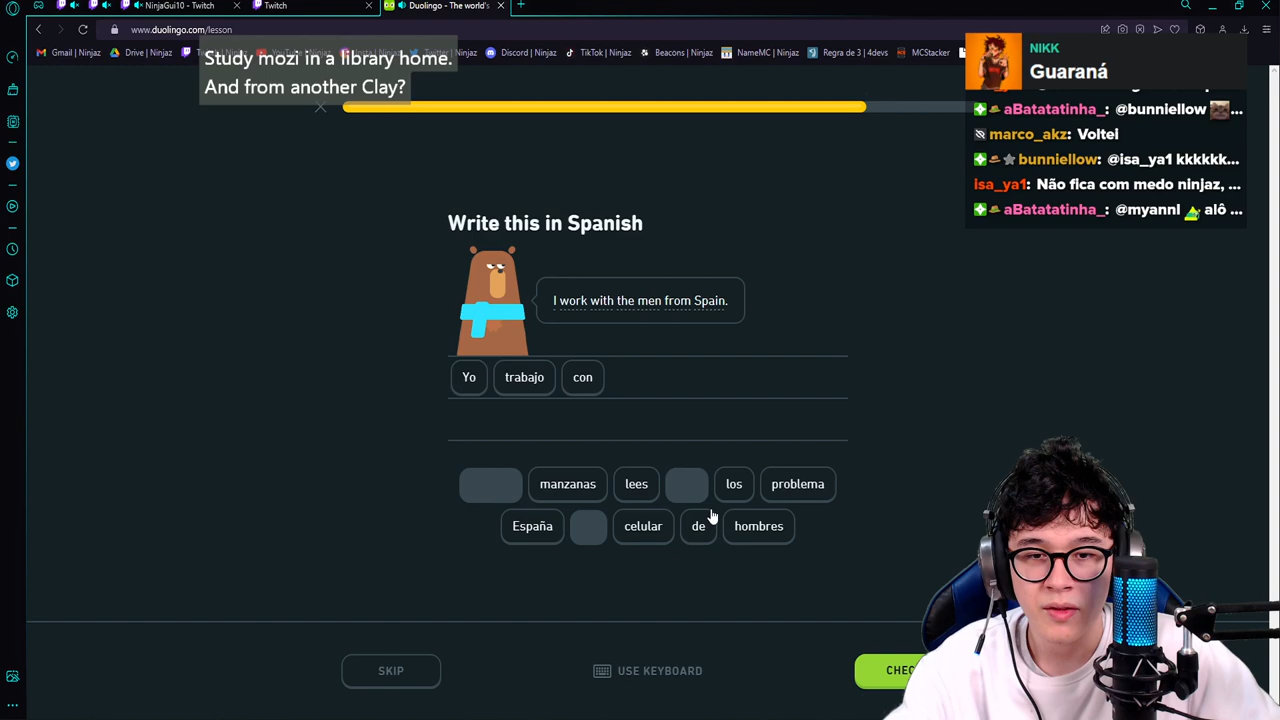 NinjaGui10 - Twitch
Twitch
Duolingo - The world's
www.duolingo.com/lesson
Gmail | Ninjaz
Drive | Ninjaz
Twitter | Ninjaz
Discord | Ninjaz
TikTok | Ninjaz
Beacons | Ninjaz
NameMC | Ninjaz
Regra de 3 | 4devs
MCStacker
Study mozi in a library home.
And from another Clay?
NIKK
Guaraná
aBatatatinha_: @bunniellow ...
marco_akz: Voltei
bunniellow: @isa_ya1 kkkkkk...
isa_ya1: Não fica com medo ninjaz, ...
aBatatatinha_: @myannl alô ...
Write this in Spanish
I work with the men from Spain.
Yo trabajo con
manzanas lees los problema
España celular de hombres
SKIP
USE KEYBOARD